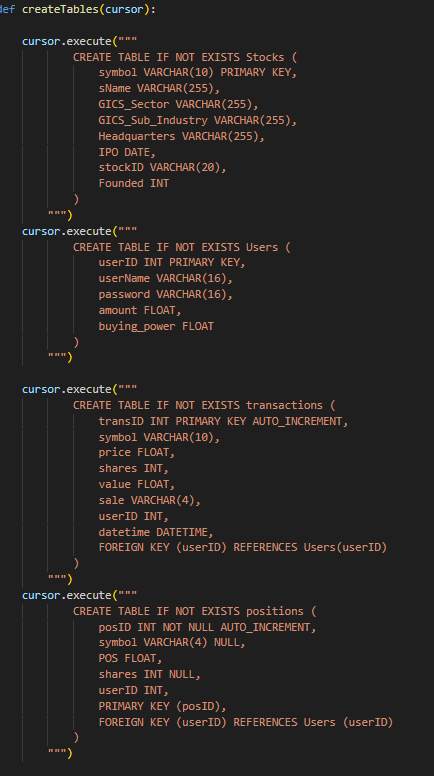 def createTables(cursor):
cursor.execute("""
CREATE TABLE IF NOT EXISTS Stocks (
symbol VARCHAR(10) PRIMARY KEY,
sName VARCHAR(255),
GICS_Sector VARCHAR(255),
GICS_Sub_Industry VARCHAR(255),
Headquarters VARCHAR(255),
IPO DATE,
stockID VARCHAR(20),
Founded INT
)
""")
cursor.execute("""
CREATE TABLE IF NOT EXISTS Users (
userID INT PRIMARY KEY,
userName VARCHAR(16),
password VARCHAR(16),
amount FLOAT,
buying_power FLOAT
)
""")
cursor.execute("""
CREATE TABLE IF NOT EXISTS transactions (
transID INT PRIMARY KEY AUTO_INCREMENT,
symbol VARCHAR(10),
price FLOAT,
shares INT,
value FLOAT,
sale VARCHAR(4),
userID INT,
datetime DATETIME,
FOREIGN KEY (userID) REFERENCES Users(userID)
)
""")
cursor.execute("""
CREATE TABLE IF NOT EXISTS positions (
posID INT NOT NULL AUTO_INCREMENT,
symbol VARCHAR(4) NULL,
POS FLOAT,
shares INT NULL,
userID INT,
PRIMARY KEY (posID),
FOREIGN KEY (userID) REFERENCES Users (userID)
)
""")